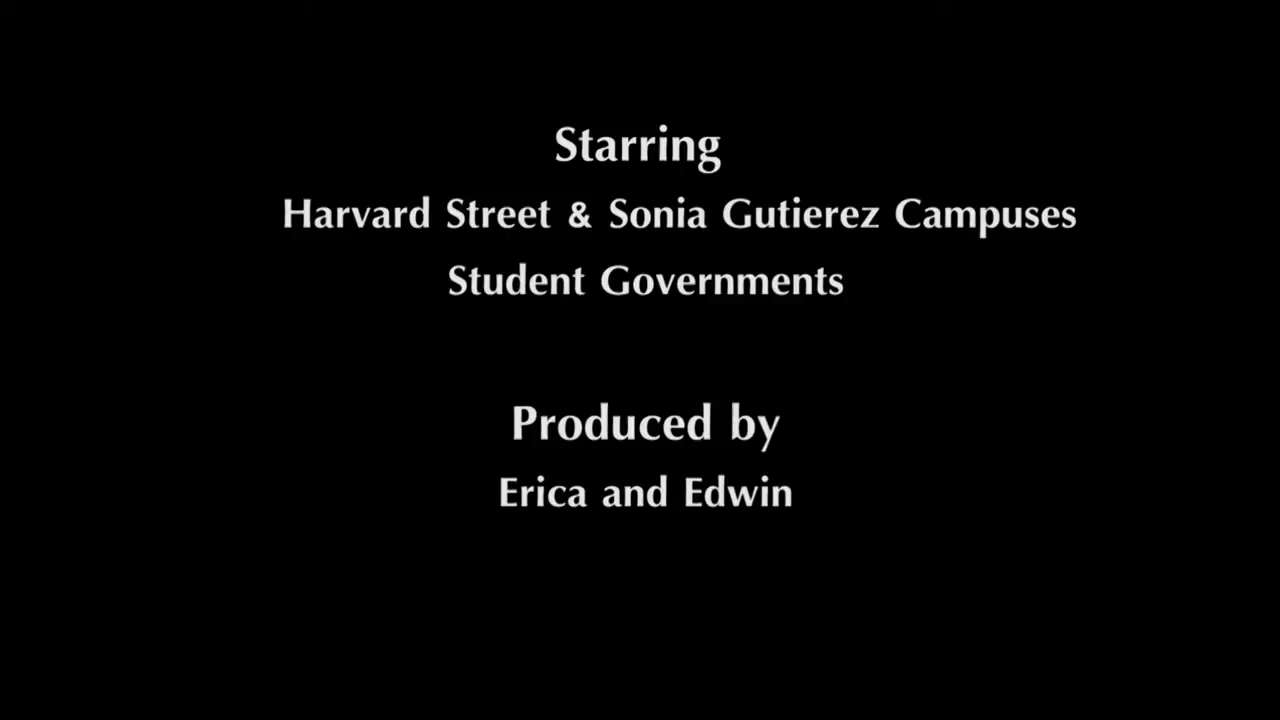 Starring
Harvard Street & Sonia Gutierez Campuses
Student Governments
Produced by
Erica and Edwin